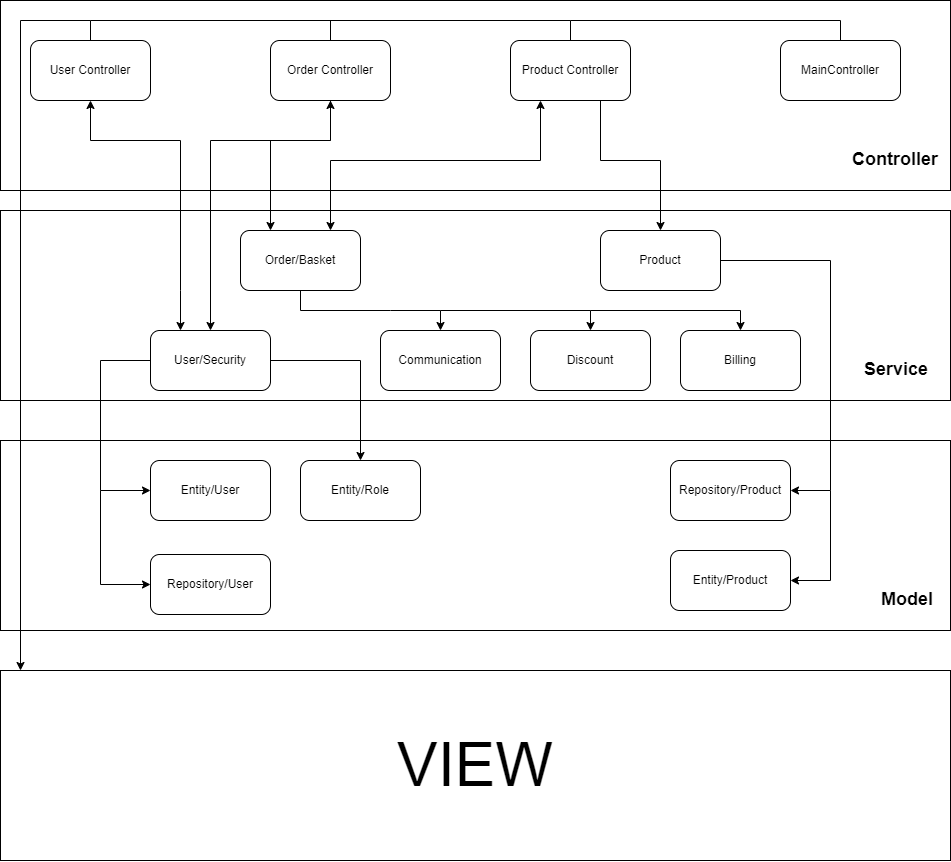 User Controller
Order Controller
Product Controller
MainController
Controller
Order/Basket
Product
User/Security
Communication
Discount
Billing
Service
Entity/User
Entity/Role
Repository/Product
Repository/User
Entity/Product
Model
VIEW